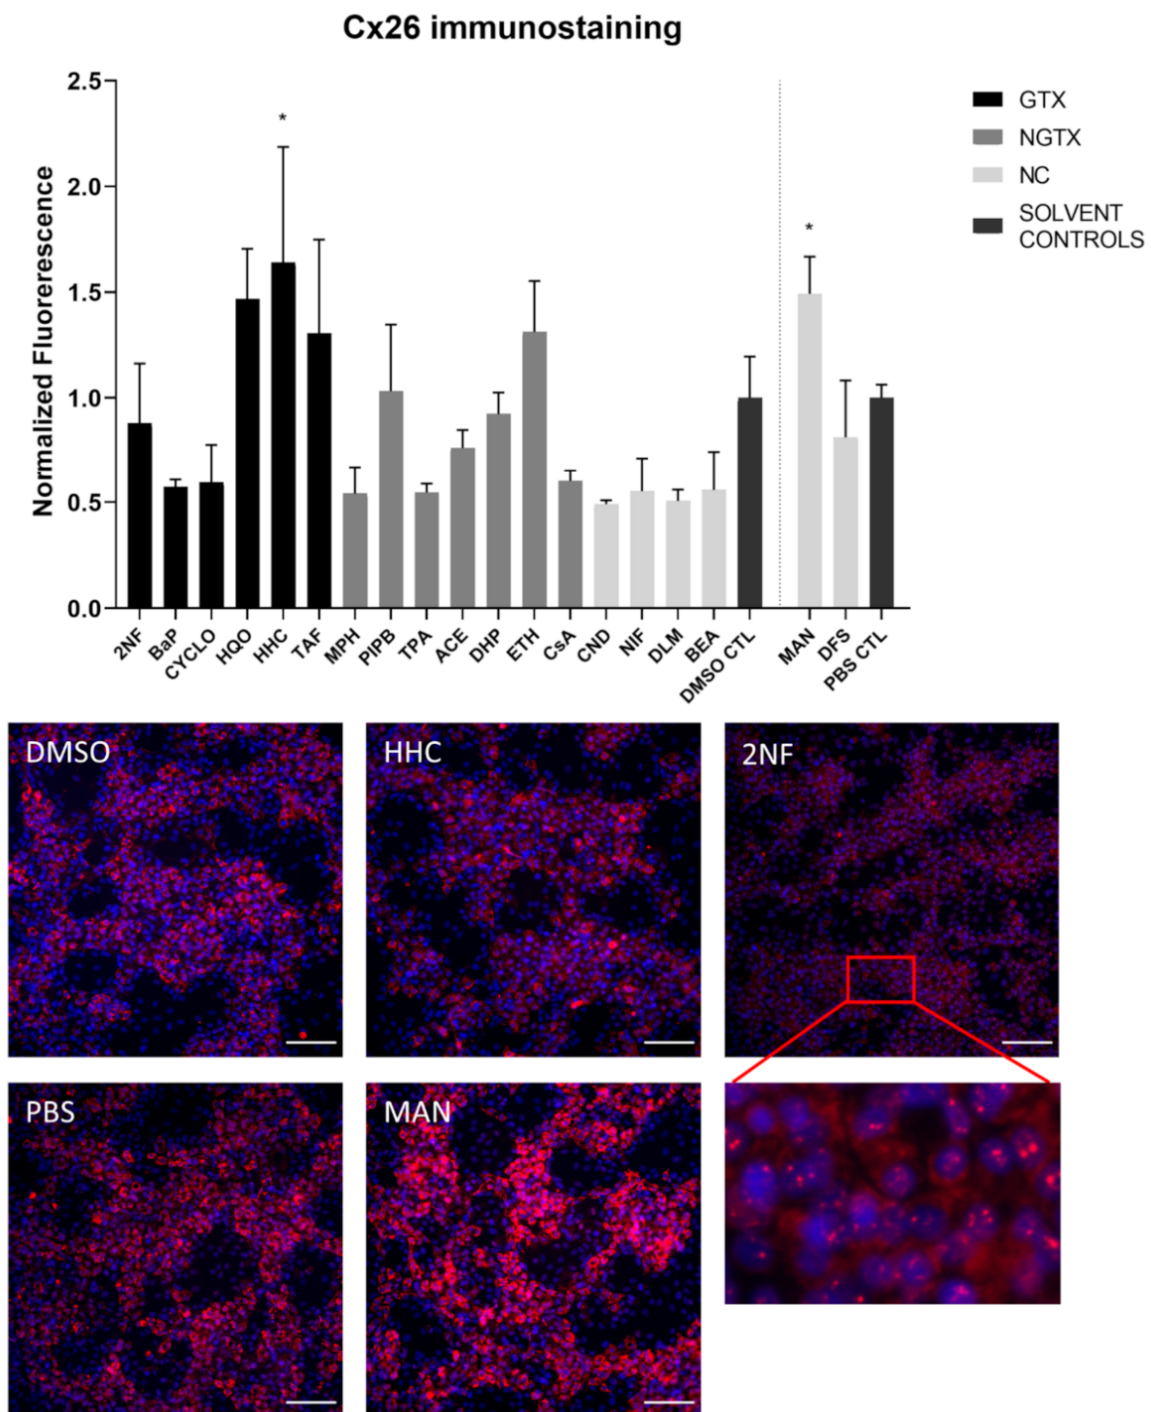 Cx26 immunostaining
Normalized Fluorerescence
2.5
2.0
1.5
1.0
0.5
0.0
*
*
GTX
NGTX
NC
SOLVENT
CONTROLS
2NF
BaP
CYCLO
HQO
HHC
TAF
MPH
PIPB
TPA
ACE
DHP
ETH
CsA
CND
NIF
DLM
BEA
DMSO CTL
MAN
DFS
PBS CTL
DMSO
HHC
2NF
PBS
MAN